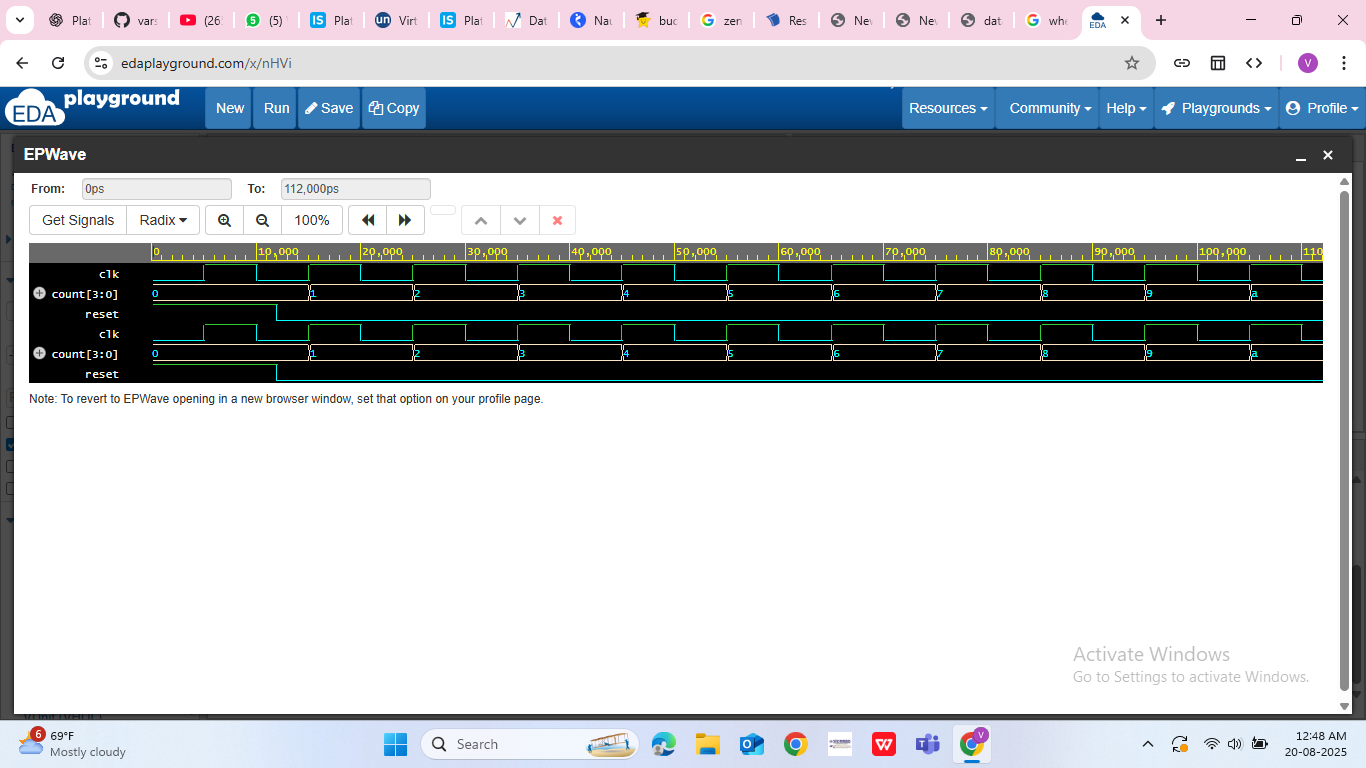 Plat
vars
(26
(5)
IS Plat
un Virt
IS Plat
Dat
Nau
buc
zen
Res
Nev
Nev
dat
whe
EDA
edaplayground.com/x/nHVi
V
EDA playground
New Run Save Copy
Resources Community Help Playgrounds Profile
EPWave
From: 0ps To: 112,000ps
Get Signals Radix 100%
0 10,000 20,000 30,000 40,000 50,000 60,000 70,000 80,000 90,000 100,000 110
clk
count[3:0] 0 1 2 3 4 5 6 7 8 9 a
reset
clk
count[3:0] 0 1 2 3 4 5 6 7 8 9 a
reset
Note: To revert to EPWave opening in a new browser window, set that option on your profile page.
Activate Windows
Go to Settings to activate Windows.
6 69°F
Mostly cloudy
Search
V
12:48 AM
20-08-2025